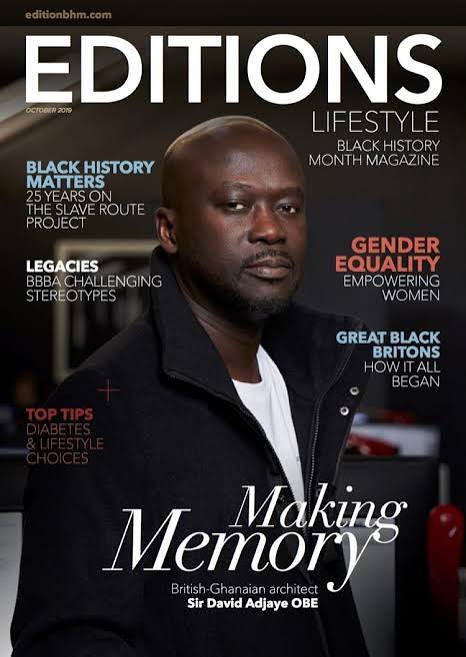 editionbhm.com
EDITIONS
OCTOBER 2019
LIFESTYLE
BLACK HISTORY
MONTH MAGAZINE
BLACK HISTORY
MATTERS
25 YEARS ON
THE SLAVE ROUTE
PROJECT
LEGACIES
BBBA CHALLENGING
STEREOTYPES
GENDER
EQUALITY
EMPOWERING
WOMEN
GREAT BLACK
BRITONS
HOW IT ALL
BEGAN
TOP TIPS
DIABETES
& LIFESTYLE
CHOICES
Making
Memory
British-Ghanaian architect
Sir David Adjaye OBE